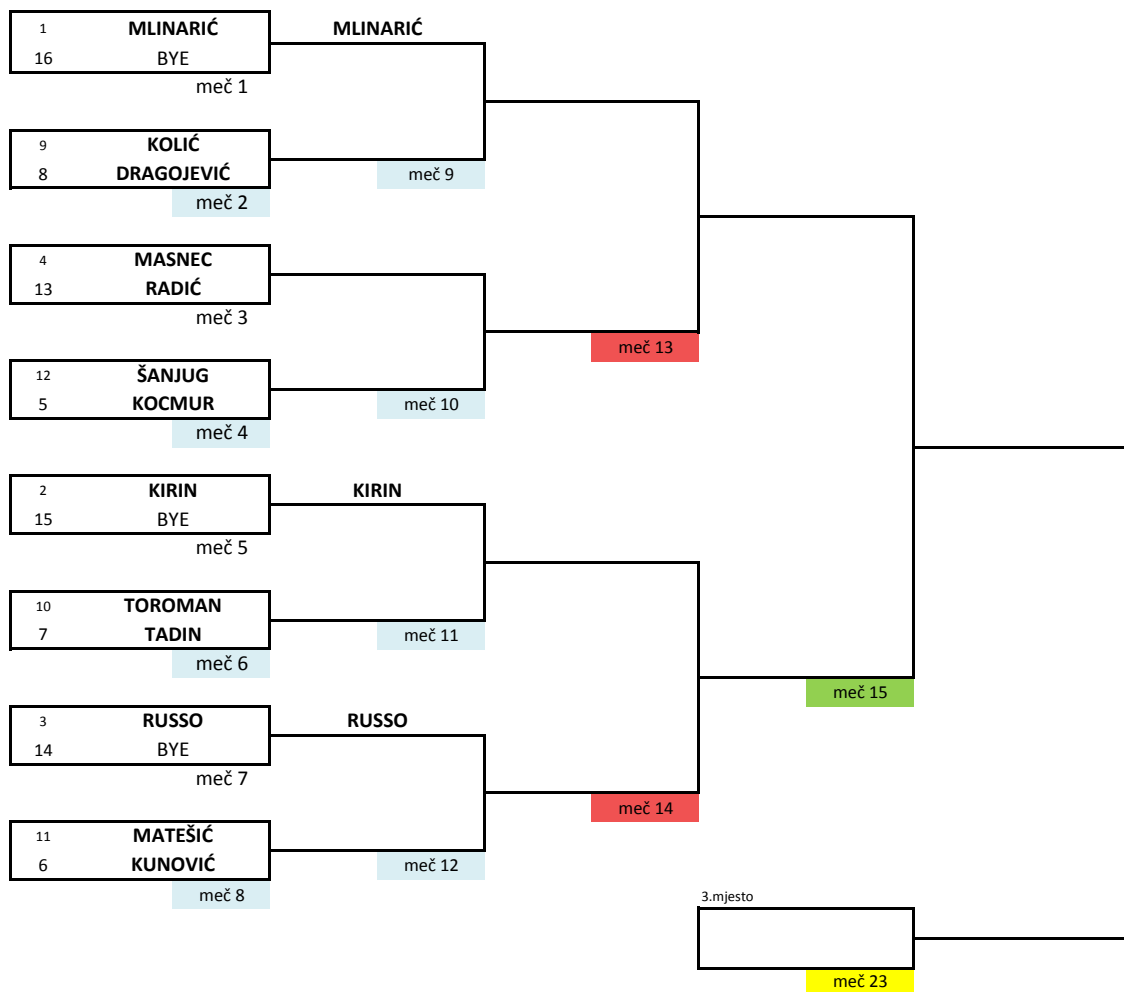 1 MLINARIĆ MLINARIĆ
16 BYE
meč 1
9 KOLIĆ
8 DRAGOJEVIĆ meč 9
meč 2
4 MASNEC
13 RADIĆ
meč 3 meč 13
12 ŠANJUG
5 KOCMUR meč 10
meč 4
2 KIRIN KIRIN
15 BYE
meč 5
10 TOROMAN
7 TADIN meč 11
meč 6
meč 15
3 RUSSO RUSSO
14 BYE
meč 7
meč 14
11 MATEŠIĆ
6 KUNOVIĆ meč 12
meč 8
3.mjesto
meč 23